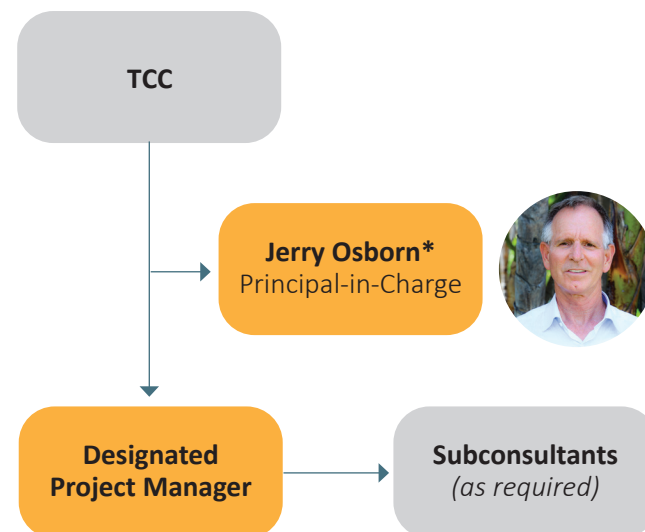 TCC
Jerry Osborn*
Principal-in-Charge
Designated
Project Manager
Subconsultants
(as required)